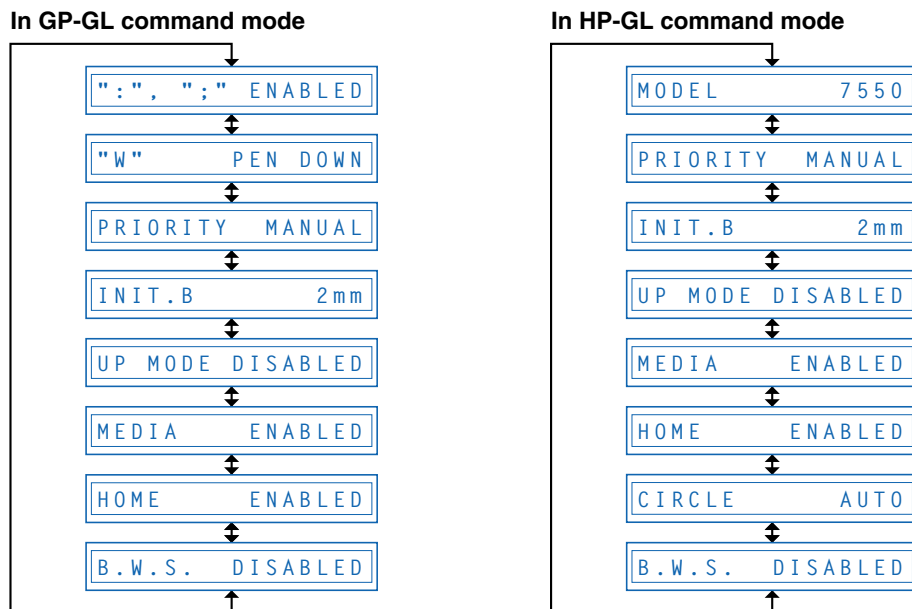 In GP-GL command mode
":", ";" ENABLED
"W" PEN DOWN
PRIORITY MANUAL
INIT.B 2mm
UP MODE DISABLED
MEDIA ENABLED
HOME ENABLED
B.W.S. DISABLED
In HP-GL command mode
MODEL 7550
PRIORITY MANUAL
INIT.B 2mm
UP MODE DISABLED
MEDIA ENABLED
HOME ENABLED
CIRCLE AUTO
B.W.S. DISABLED